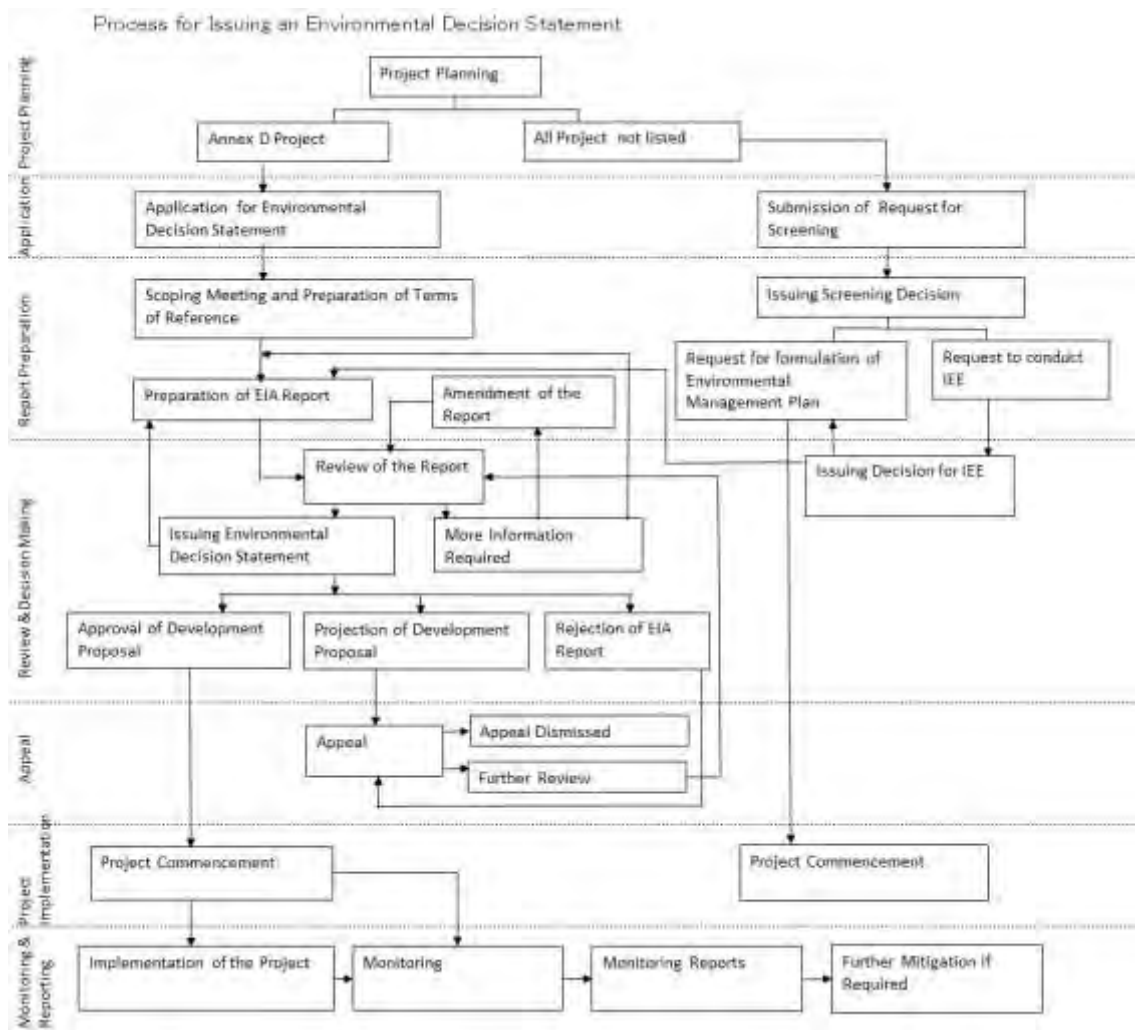 Process for Issuing an Environmental Decision Statement
Project Planning
Project Planning
Annex D Project
All Project not listed
Application
Application for Environmental
Decision Statement
Submission of Request for
Screening
Report Preparation
Scoping Meeting and Preparation of Terms
of Reference
Issuing Screening Decision
Request for formulation of
Environmental
Management Plan
Request to conduct
IEE
Preparation of EIA Report
Amendment of the
Report
Review & Decision Making
Review of the Report
Issuing Decision for IEE
Issuing Environmental
Decision Statement
More Information
Required
Approval of Development
Proposal
Projection of Development
Proposal
Rejection of EIA
Report
Appeal
Appeal
Appeal Dismissed
Further Review
Project
Implementation
Project Commencement
Project Commencement
Monitoring &
Reporting
Implementation of the Project
Monitoring
Monitoring Reports
Further Mitigation if
Required